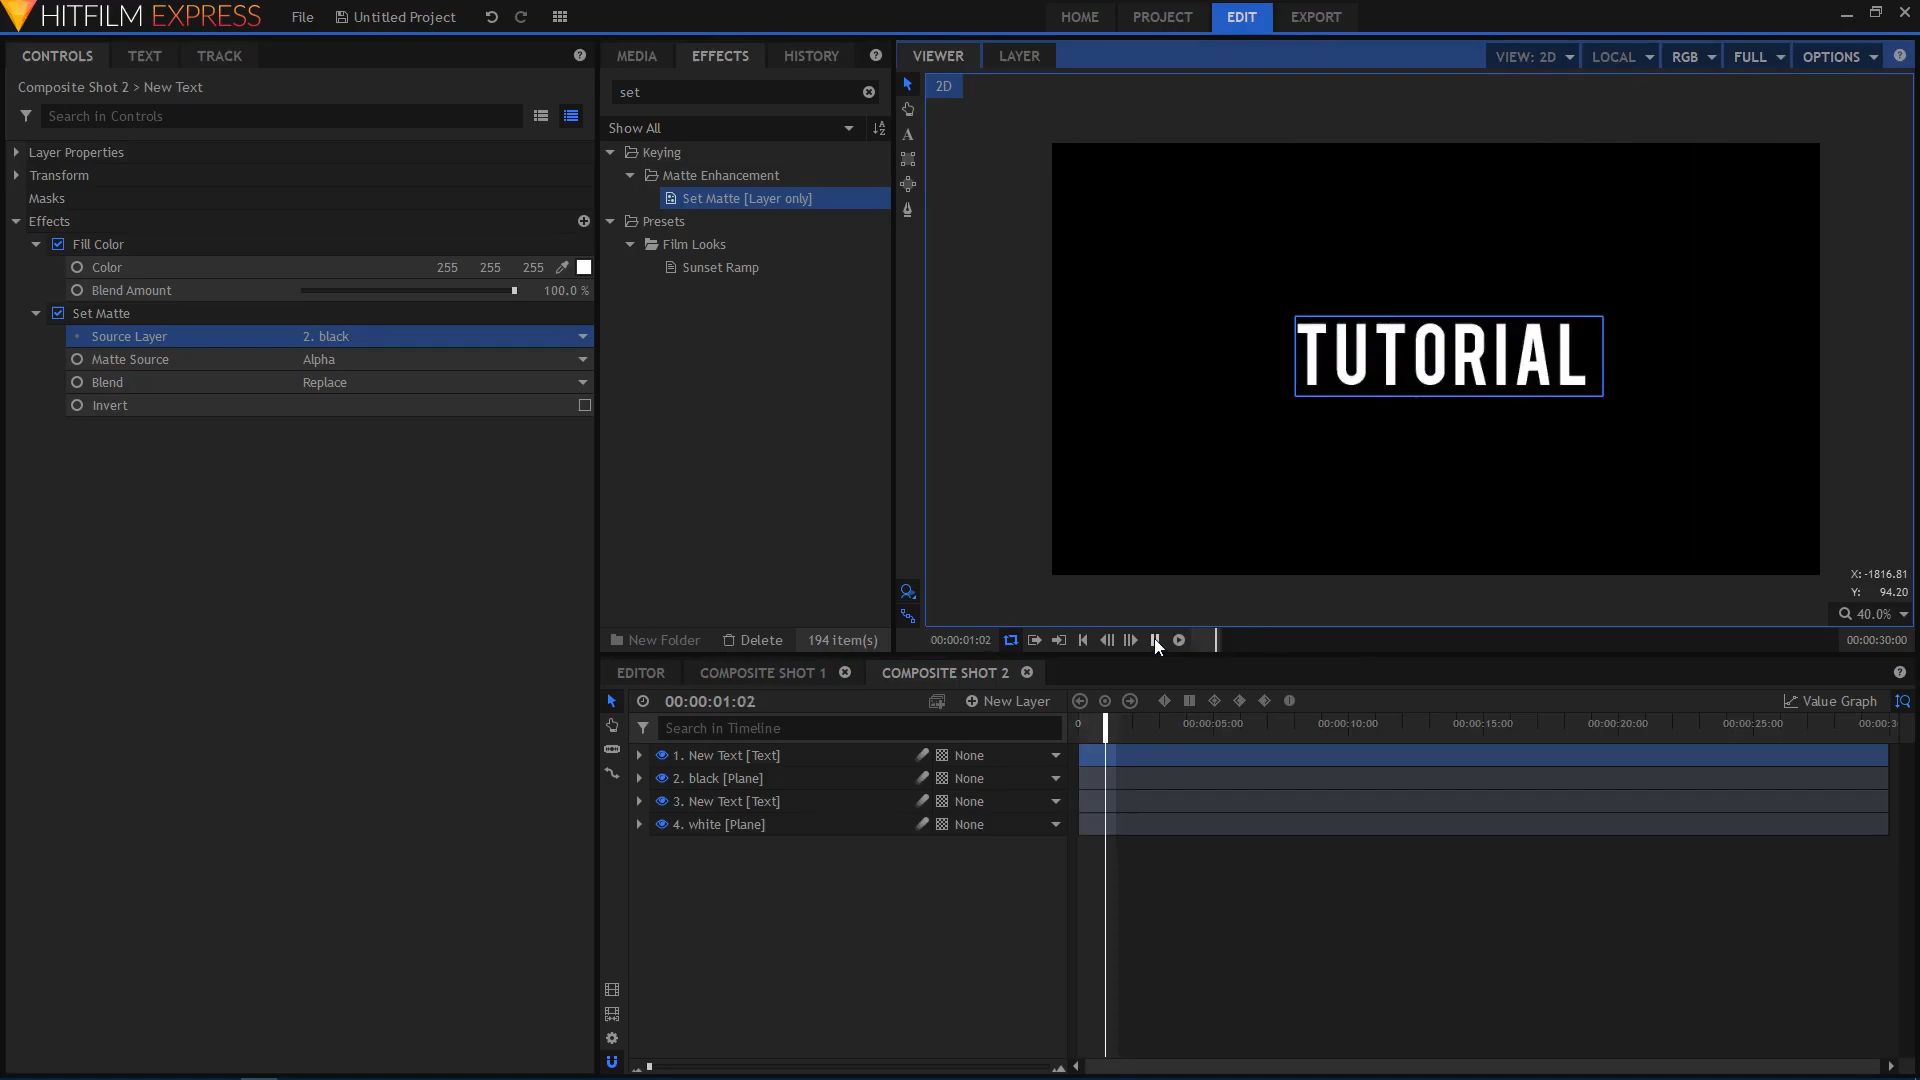 HITFILM EXPRESS File Untitled Project HOME PROJECT EDIT EXPORT
CONTROLS TEXT TRACK
Composite Shot 2 > New Text
Search in Controls
Layer Properties
Transform
Masks
Effects
Fill Color
Color 255 255 255
Blend Amount 100.0 %
Set Matte
Source Layer 2. black
Matte Source Alpha
Blend Replace
Invert
MEDIA EFFECTS HISTORY
set
Show All
Keying
Matte Enhancement
Set Matte [Layer only]
Presets
Film Looks
Sunset Ramp
New Folder Delete 194 item(s)
VIEWER LAYER VIEW: 2D LOCAL RGB FULL OPTIONS
2D
A
TUTORIAL
X: -1816.81
Y: 94.20
40.0%
00:00:01:02 00:00:30:00
EDITOR COMPOSITE SHOT 1 COMPOSITE SHOT 2
00:00:01:02 New Layer Value Graph
Search in Timeline
0 00:00:05:00 00:00:10:00 00:00:15:00 00:00:20:00 00:00:25:00 00:00:3
1. New Text [Text] None
2. black [Plane] None
3. New Text [Text] None
4. white [Plane] None